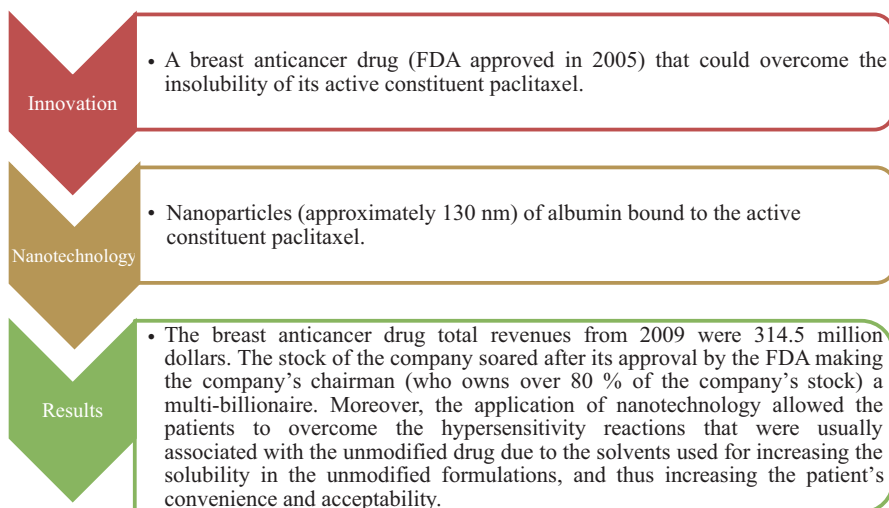 Innovation
• A breast anticancer drug (FDA approved in 2005) that could overcome the
insolubility of its active constituent paclitaxel.
Nanotechnology
• Nanoparticles (approximately 130 nm) of albumin bound to the active
constituent paclitaxel.
Results
• The breast anticancer drug total revenues from 2009 were 314.5 million
dollars. The stock of the company soared after its approval by the FDA making
the company’s chairman (who owns over 80 % of the company’s stock) a
multi-billionaire. Moreover, the application of nanotechnology allowed the
patients to overcome the hypersensitivity reactions that were usually
associated with the unmodified drug due to the solvents used for increasing the
solubility in the unmodified formulations, and thus increasing the patient’s
convenience and acceptability.